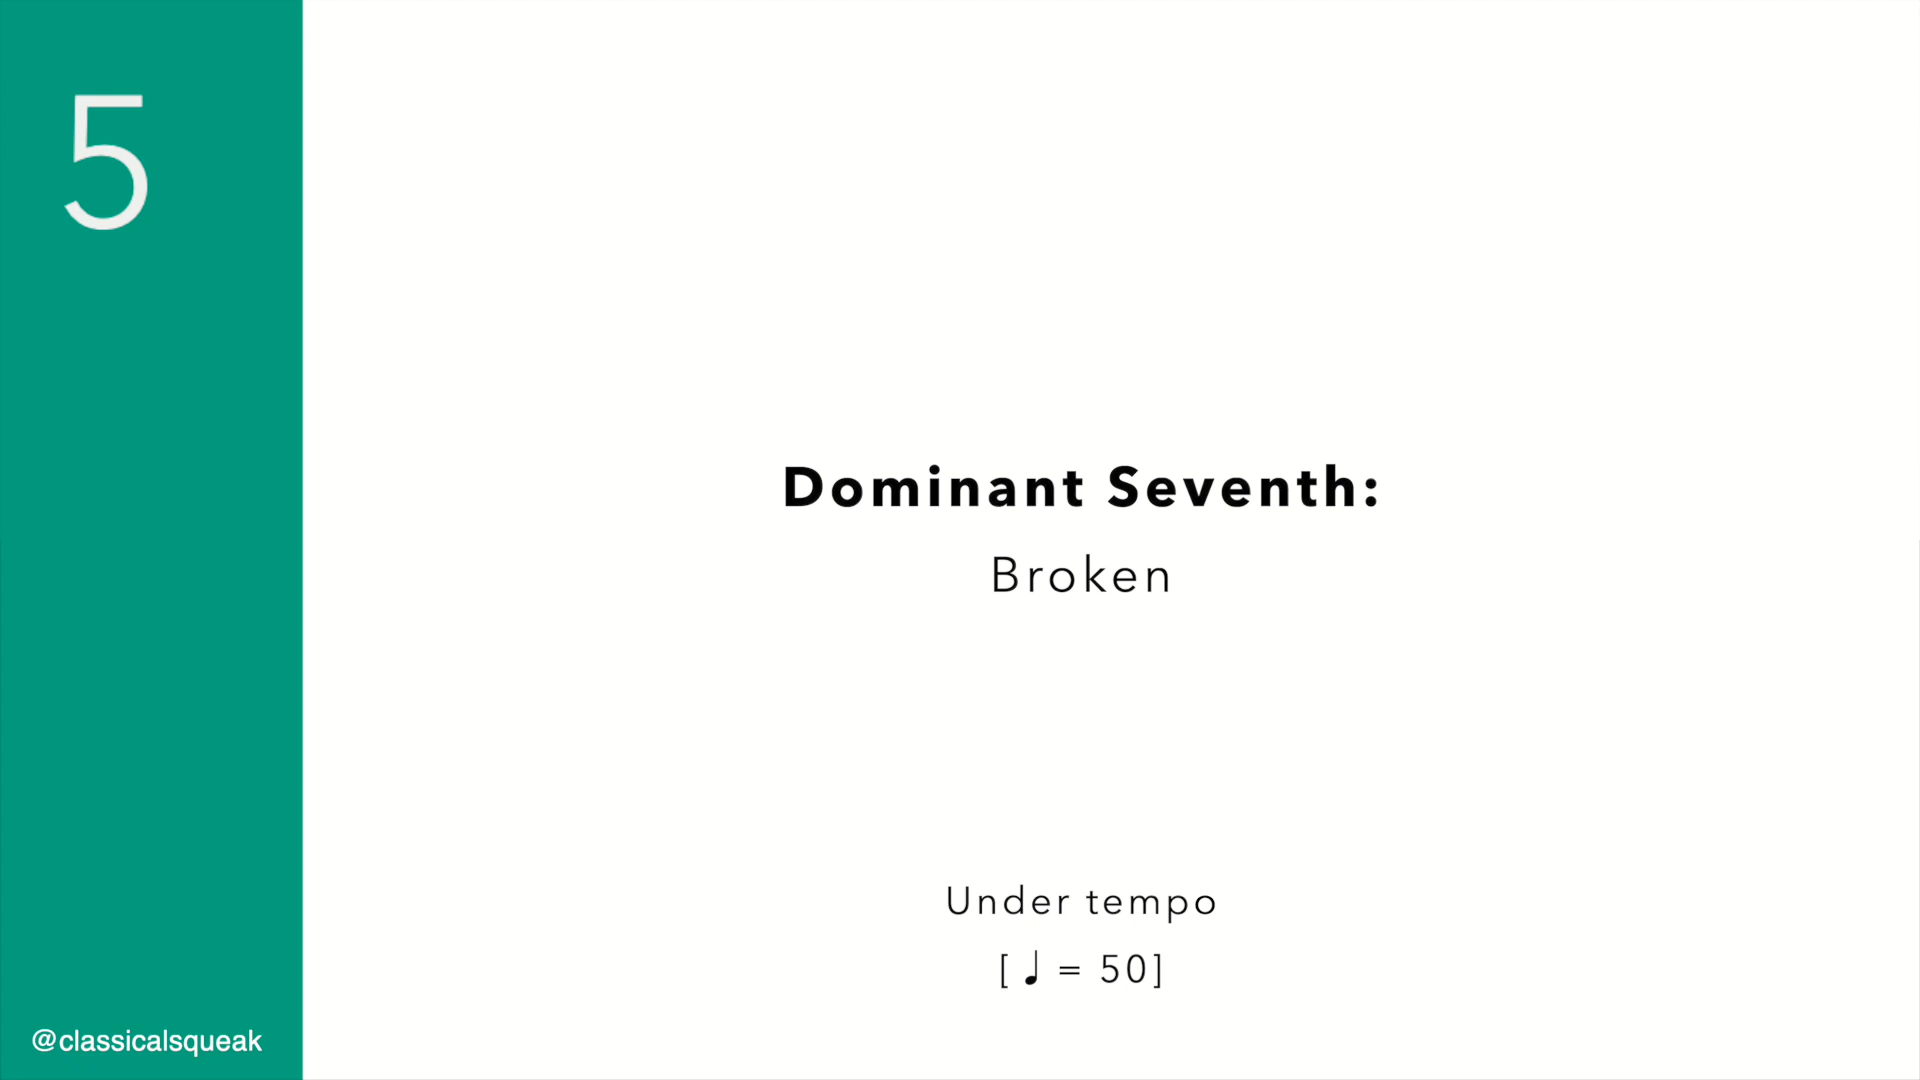 5
Dominant Seventh:
Broken
Under tempo
[ ♩ = 50]
@classicalsqueak